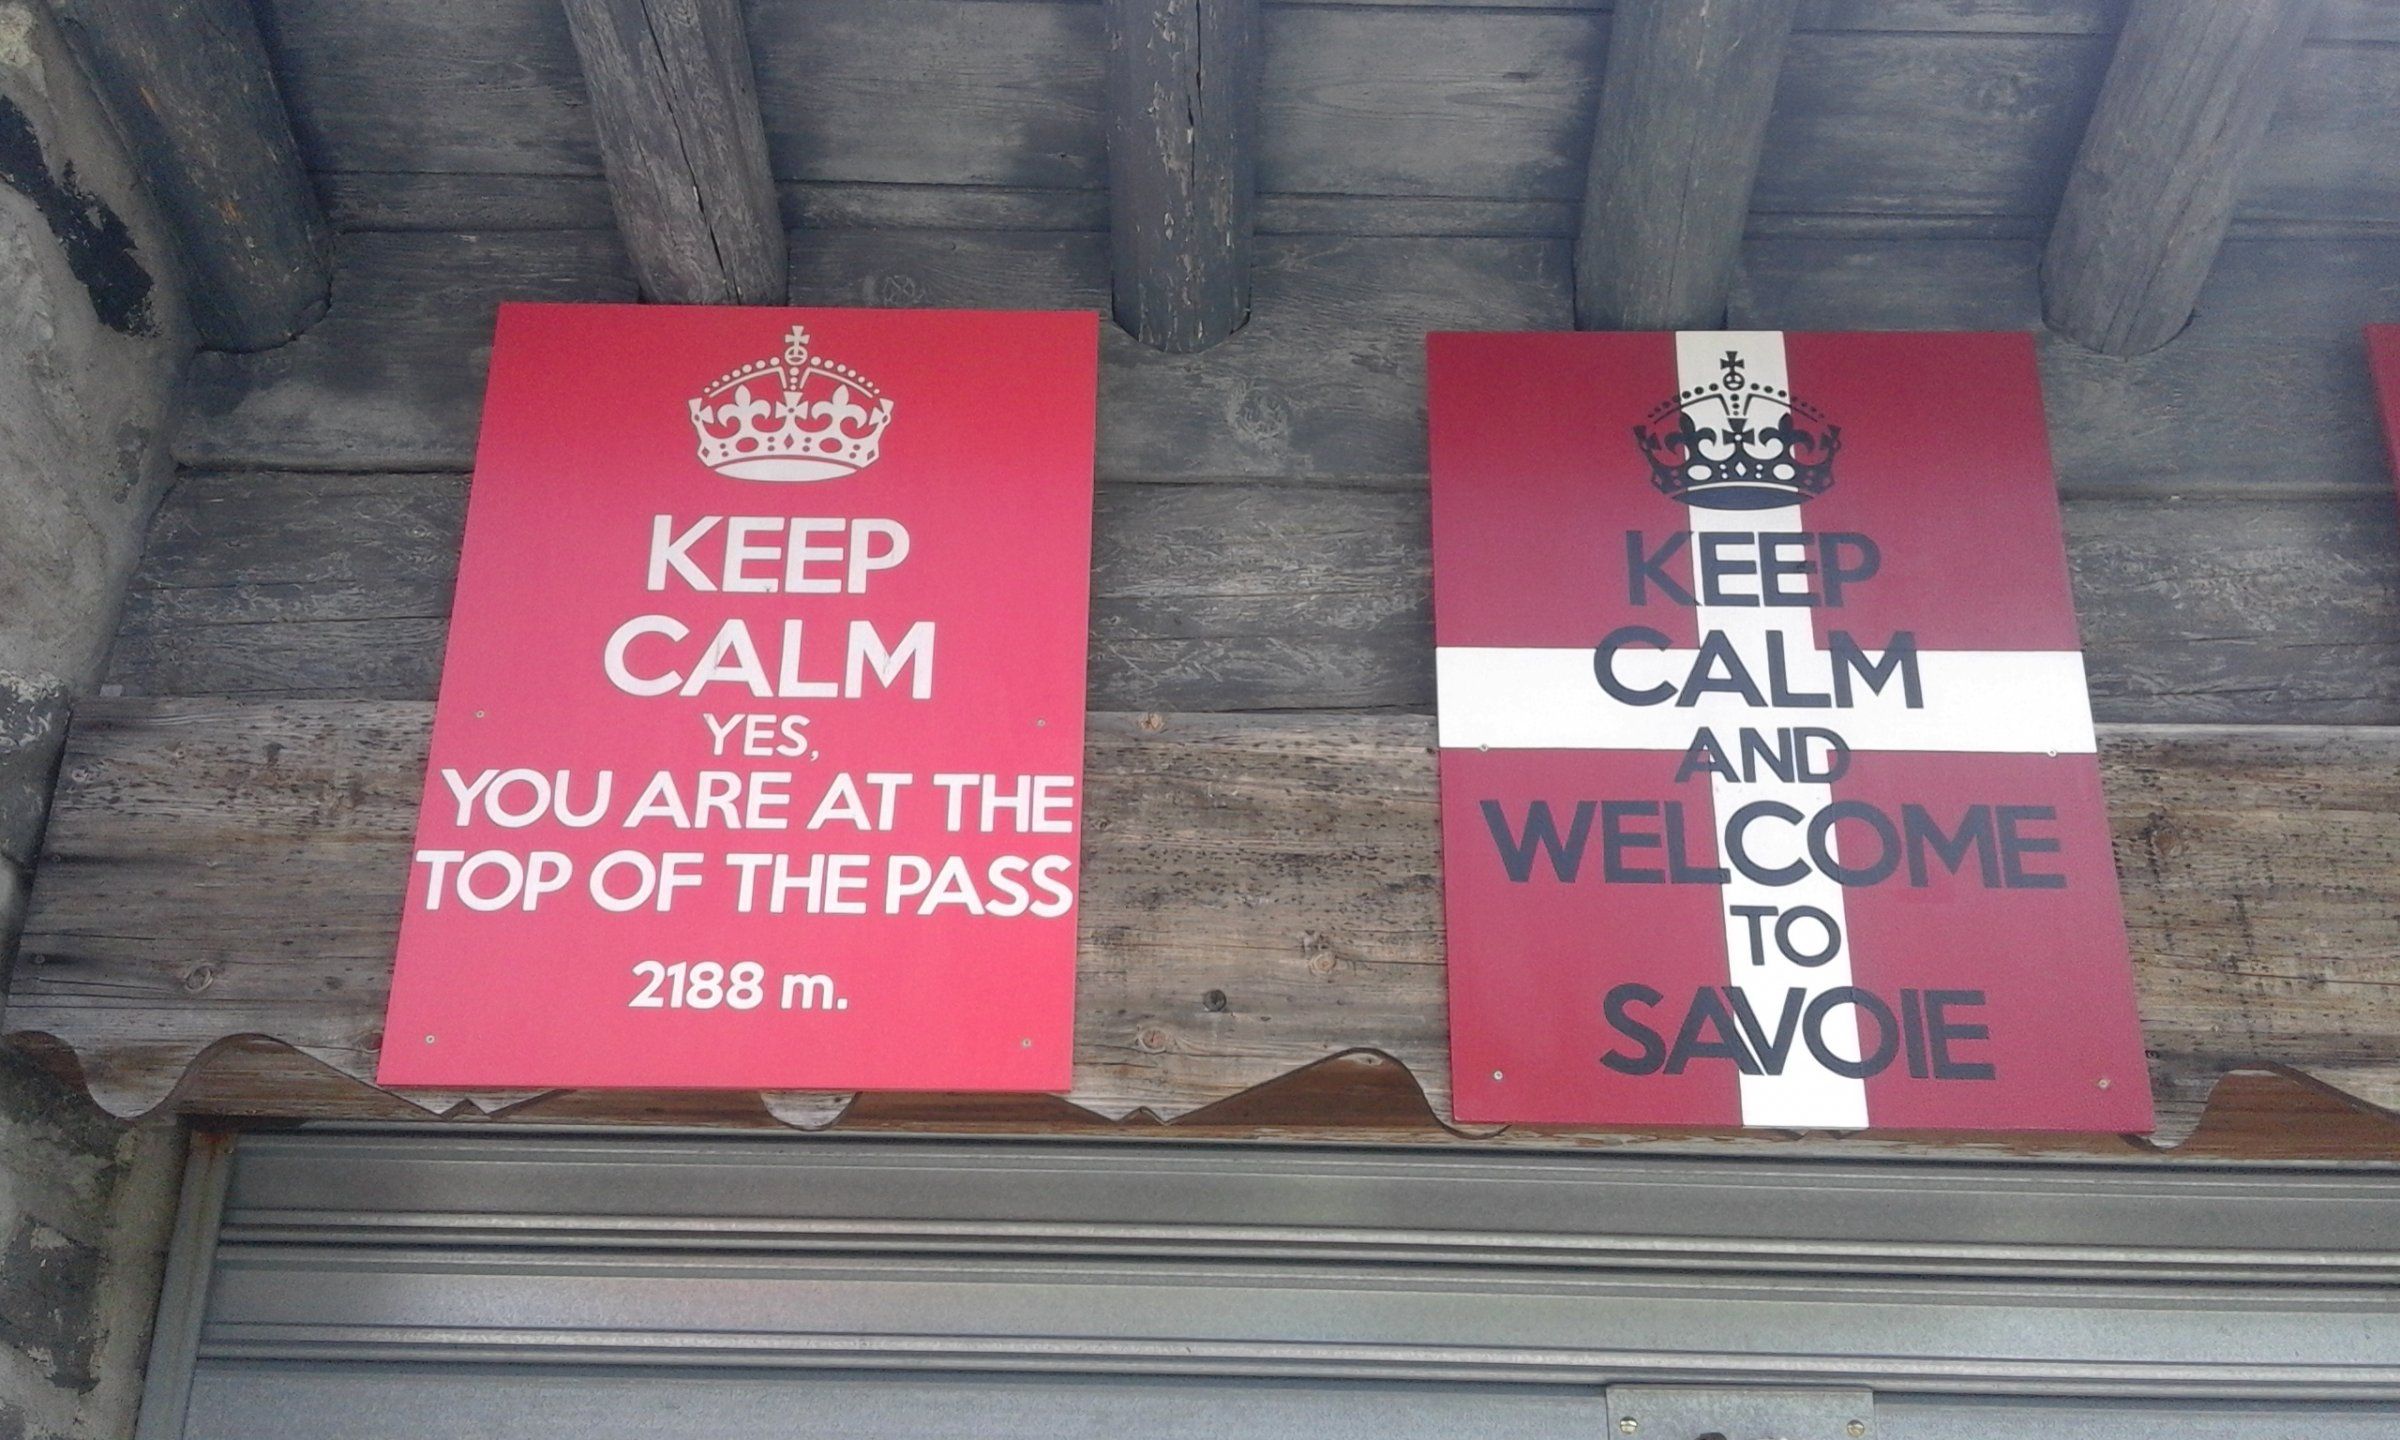 KEEP
CALM
YES,
YOU ARE AT THE
TOP OF THE PASS
2188 m.
KEEP
CALM
AND
WELCOME
TO
SAVOIE